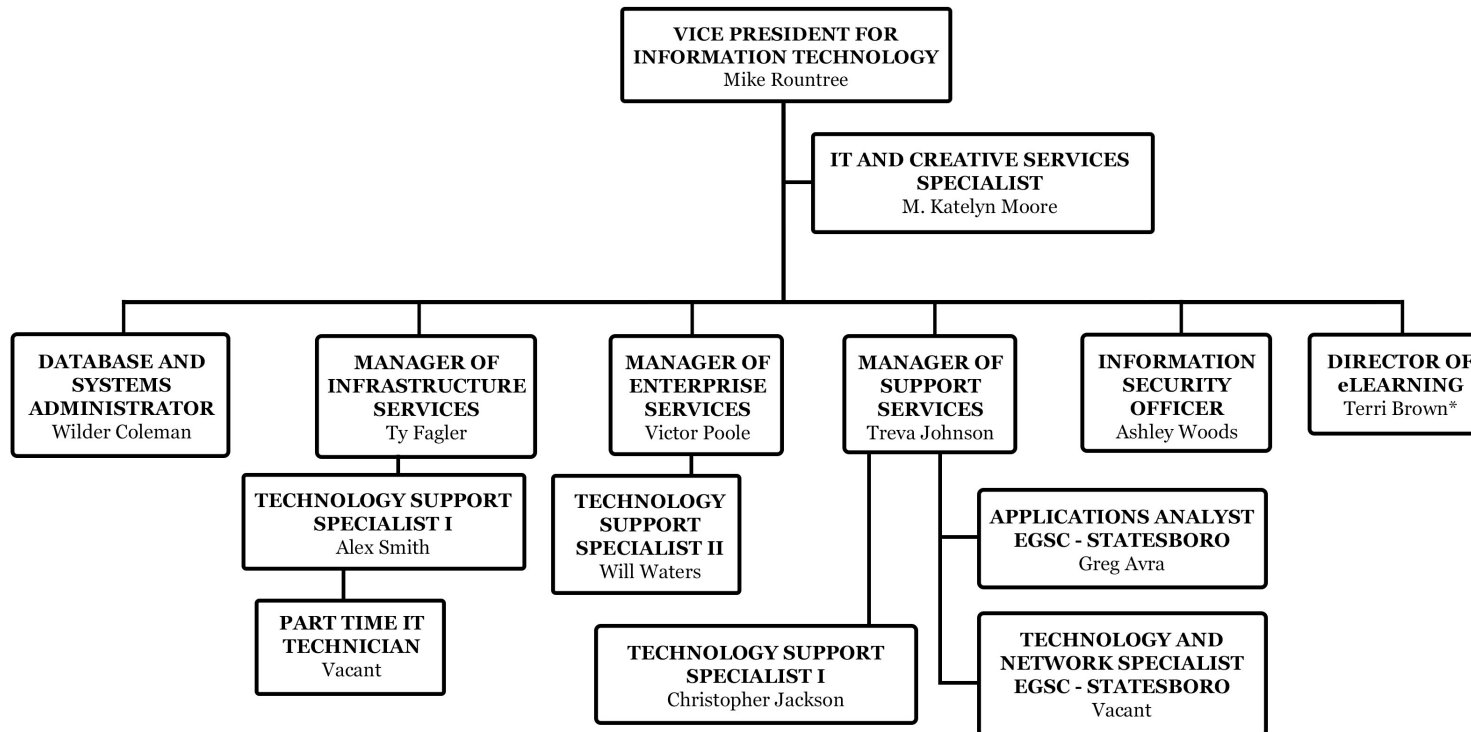 VICE PRESIDENT FOR
INFORMATION TECHNOLOGY
Mike Rountree
IT AND CREATIVE SERVICES
SPECIALIST
M. Katelyn Moore
DATABASE AND
SYSTEMS
ADMINISTRATOR
Wilder Coleman
MANAGER OF
INFRASTRUCTURE
SERVICES
Ty Fagler
MANAGER OF
ENTERPRISE
SERVICES
Victor Poole
MANAGER OF
SUPPORT
SERVICES
Treva Johnson
INFORMATION
SECURITY
OFFICER
Ashley Woods
DIRECTOR OF
eLEARNING
Terri Brown*
TECHNOLOGY SUPPORT
SPECIALIST I
Alex Smith
TECHNOLOGY
SUPPORT
SPECIALIST II
Will Waters
APPLICATIONS ANALYST
EGSC - STATESBORO
Greg Avra
PART TIME IT
TECHNICIAN
Vacant
TECHNOLOGY SUPPORT
SPECIALIST I
Christopher Jackson
TECHNOLOGY AND
NETWORK SPECIALIST
EGSC - STATESBORO
Vacant